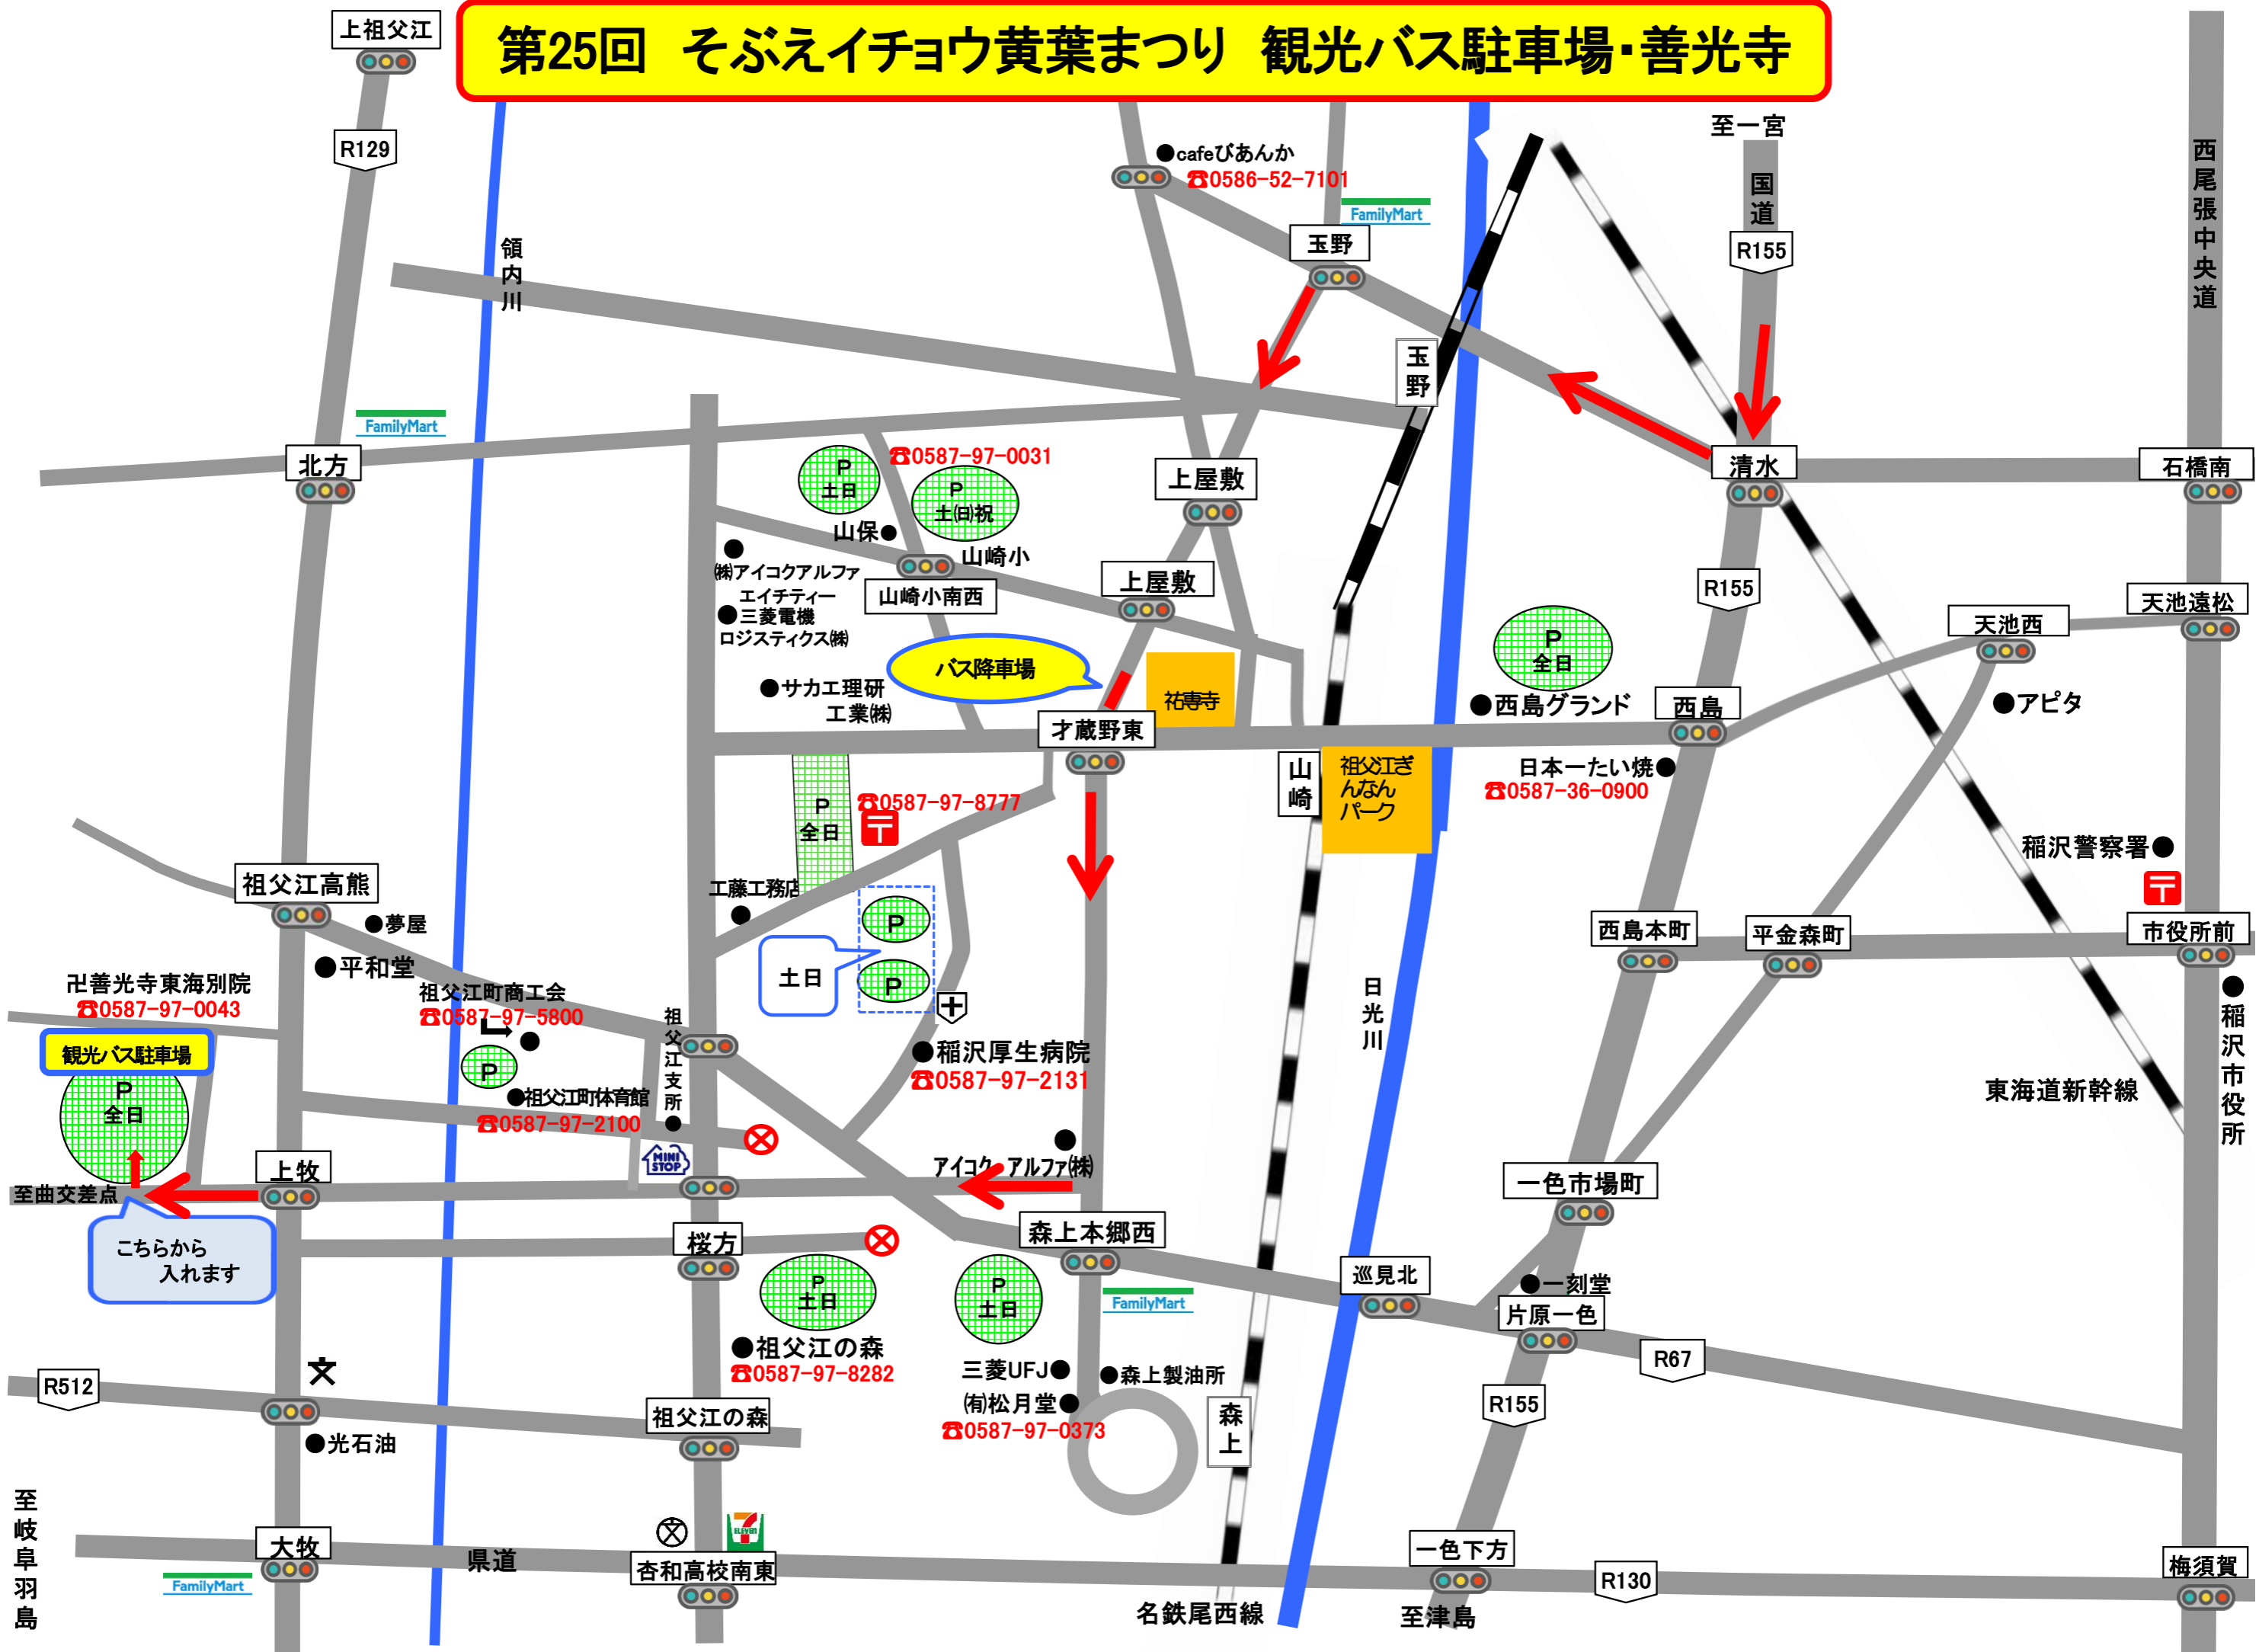 第25回 そぶえイチョウ黄葉まつり 観光バス駐車場・善光寺
上祖父江
R129
領内川
●cafeびあんか
☎0586-52-7101
FamilyMart
玉野
至一宮
国道
R155
西尾張中央道
玉野
FamilyMart
北方
P
土日
☎0587-97-0031
P
土(日)祝
山保●
山崎小
山崎小南西
上屋敷
上屋敷
清水
石橋南
●
㈱アイコクアルファ
エイチティー
●三菱電機
ロジスティクス㈱
●サカエ理研
工業㈱
バス降車場
祐専寺
才蔵野東
R155
P
全日
●西島グランド
西島
天池西
天池遠松
●アピタ
日本一たい焼●
☎0587-36-0900
山崎
祖父江ぎ
んなん
パーク
P
全日
☎0587-97-8777
〒
工藤工務店
●
P
P
土日
稲沢警察署●
〒
西島本町
平金森町
市役所前
●稲沢市役所
祖父江高熊
●夢屋
●平和堂
卍善光寺東海別院
☎0587-97-0043
観光バス駐車場
P
全日
祖父江町商工会
☎0587-97-5800
●
P
●祖父江町体育館
☎0587-97-2100
祖父江支所●
MINI
STOP
●稲沢厚生病院
☎0587-97-2131
日光川
東海道新幹線
上牧
至曲交差点
こちらから
入れます
●
アイコク アルファ㈱
一色市場町
桜方
P
土日
P
土日
森上本郷西
FamilyMart
巡見北
●一刻堂
片原一色
R67
●祖父江の森
☎0587-97-8282
三菱UFJ●
●森上製油所
㈲松月堂●
☎0587-97-0373
R512
文
●光石油
祖父江の森
森上
R155
至岐阜羽島
大牧
FamilyMart
県道
文
7
ELEVEN
杏和高校南東
名鉄尾西線
一色下方
至津島
R130
梅須賀